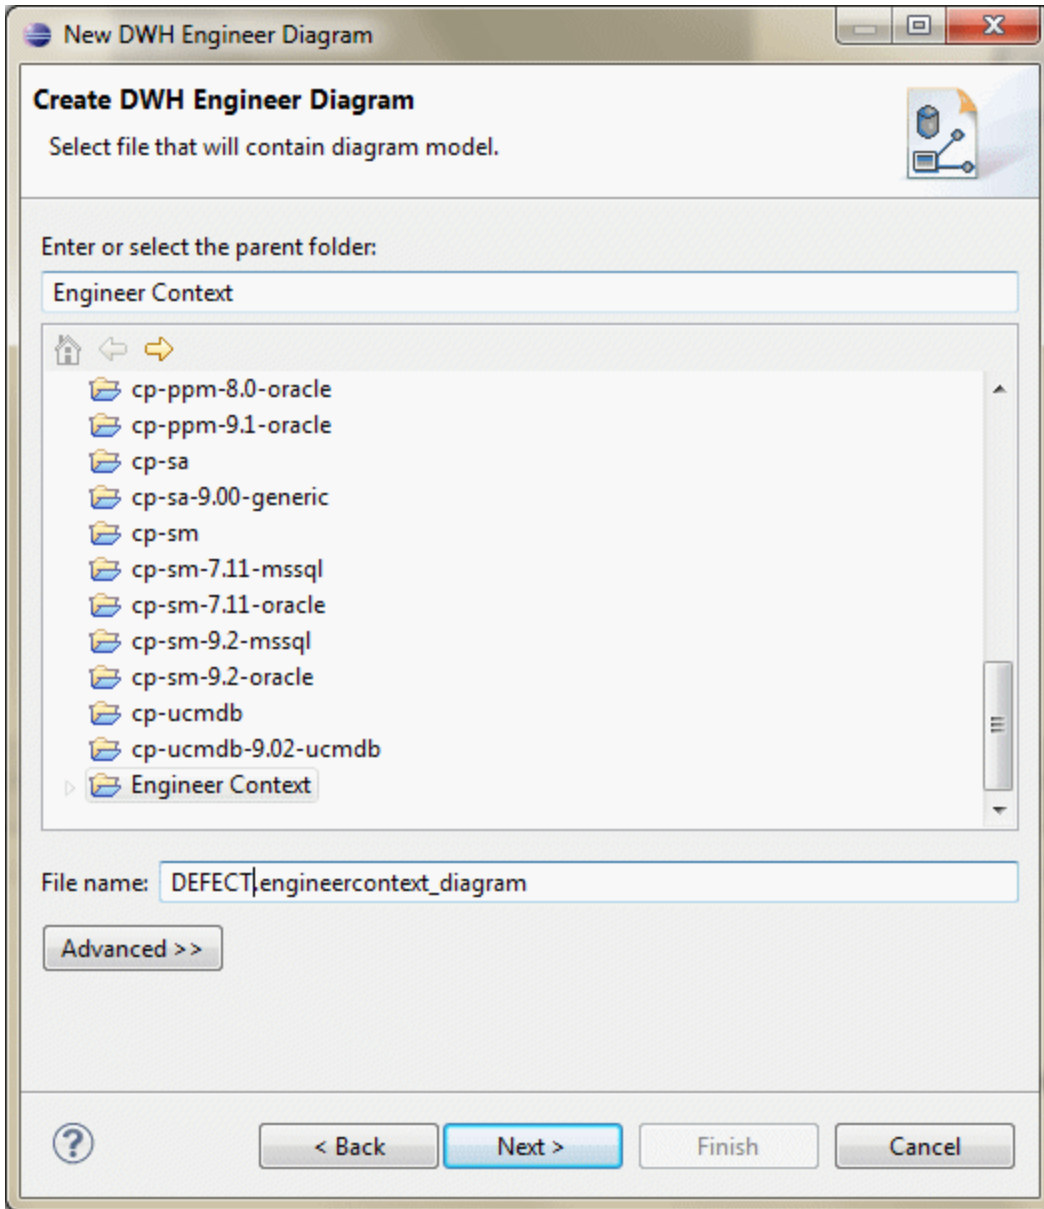 New DWH Engineer Diagram
Create DWH Engineer Diagram
Select file that will contain diagram model.
Enter or select the parent folder:
Engineer Context
cp-ppm-8.0-oracle
cp-ppm-9.1-oracle
cp-sa
cp-sa-9.00-generic
cp-sm
cp-sm-7.11-mssql
cp-sm-7.11-oracle
cp-sm-9.2-mssql
cp-sm-9.2-oracle
cp-ucmdb
cp-ucmdb-9.02-ucmdb
Engineer Context
File name: DEFECT.engineercontext_diagram
Advanced >>
< Back Next > Finish Cancel